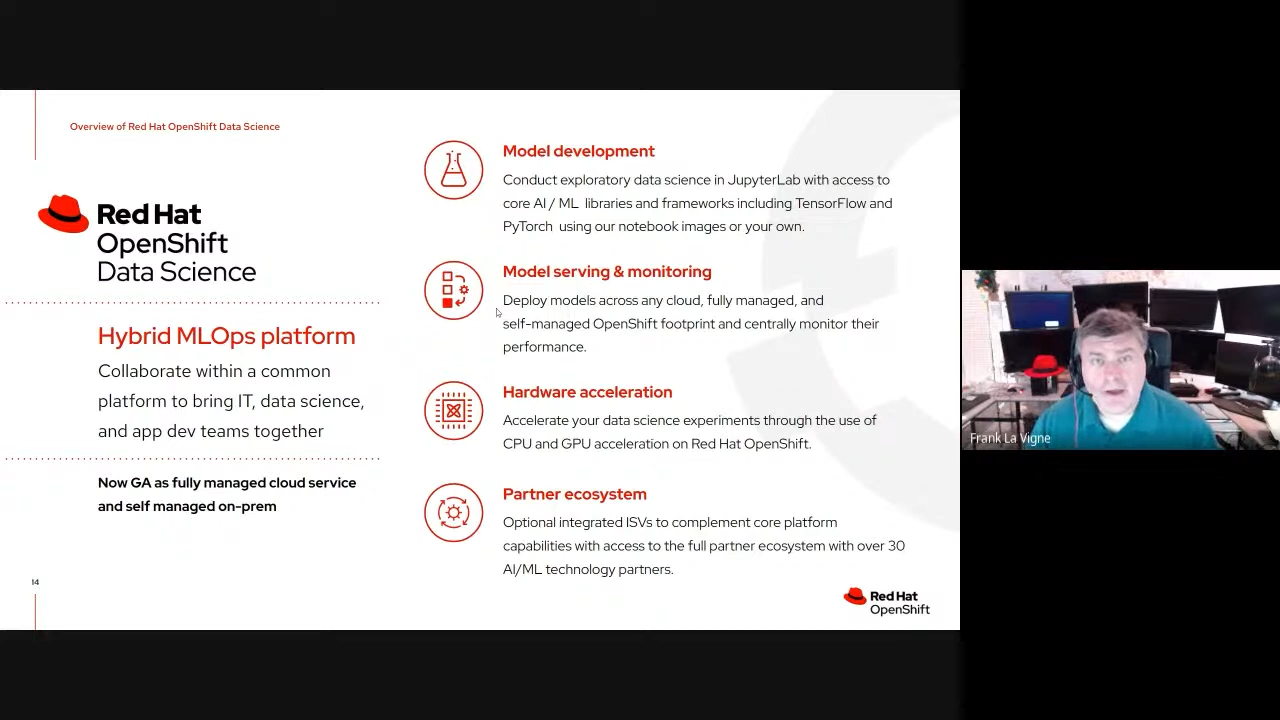 Overview of Red Hat OpenShift Data Science
Red Hat
OpenShift
Data Science
Hybrid MLOps platform
Collaborate within a common
platform to bring IT, data science,
and app dev teams together
Now GA as fully managed cloud service
and self managed on-prem
14
Model development
Conduct exploratory data science in JupyterLab with access to
core AI / ML libraries and frameworks including TensorFlow and
PyTorch using our notebook images or your own.
Model serving & monitoring
Deploy models across any cloud, fully managed, and
self-managed OpenShift footprint and centrally monitor their
performance.
Hardware acceleration
Accelerate your data science experiments through the use of
CPU and GPU acceleration on Red Hat OpenShift.
Partner ecosystem
Optional integrated ISVs to complement core platform
capabilities with access to the full partner ecosystem with over 30
AI/ML technology partners.
Red Hat
OpenShift
Frank La Vigne